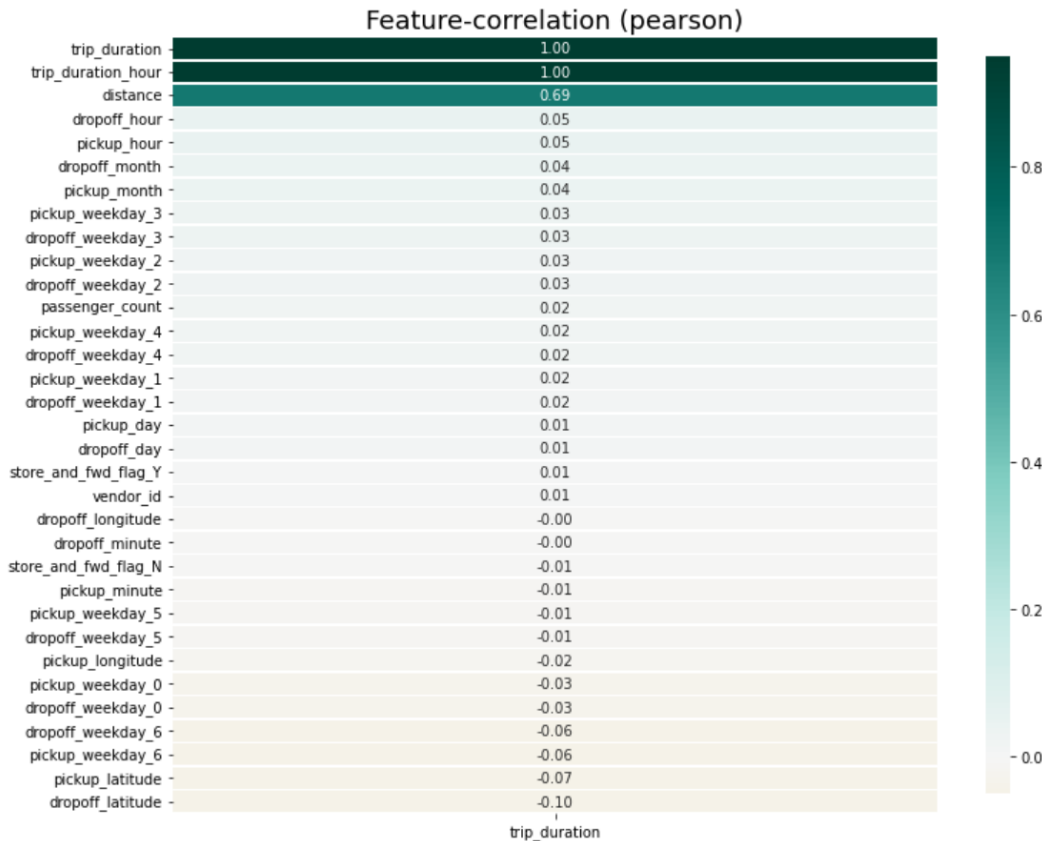 Feature-correlation (pearson)
trip_duration 1.00
trip_duration_hour 1.00
distance 0.69
dropoff_hour 0.05
pickup_hour 0.05
dropoff_month 0.04
pickup_month 0.04
pickup_weekday_3 0.03
dropoff_weekday_3 0.03
pickup_weekday_2 0.03
dropoff_weekday_2 0.03
passenger_count 0.02
pickup_weekday_4 0.02
dropoff_weekday_4 0.02
pickup_weekday_1 0.02
dropoff_weekday_1 0.02
pickup_day 0.01
dropoff_day 0.01
store_and_fwd_flag_Y 0.01
vendor_id 0.01
dropoff_longitude -0.00
dropoff_minute -0.00
store_and_fwd_flag_N -0.01
pickup_minute -0.01
pickup_weekday_5 -0.01
dropoff_weekday_5 -0.01
pickup_longitude -0.02
pickup_weekday_0 -0.03
dropoff_weekday_0 -0.03
dropoff_weekday_6 -0.06
pickup_weekday_6 -0.06
pickup_latitude -0.07
dropoff_latitude -0.10
trip_duration
0.8
0.6
0.4
0.2
0.0